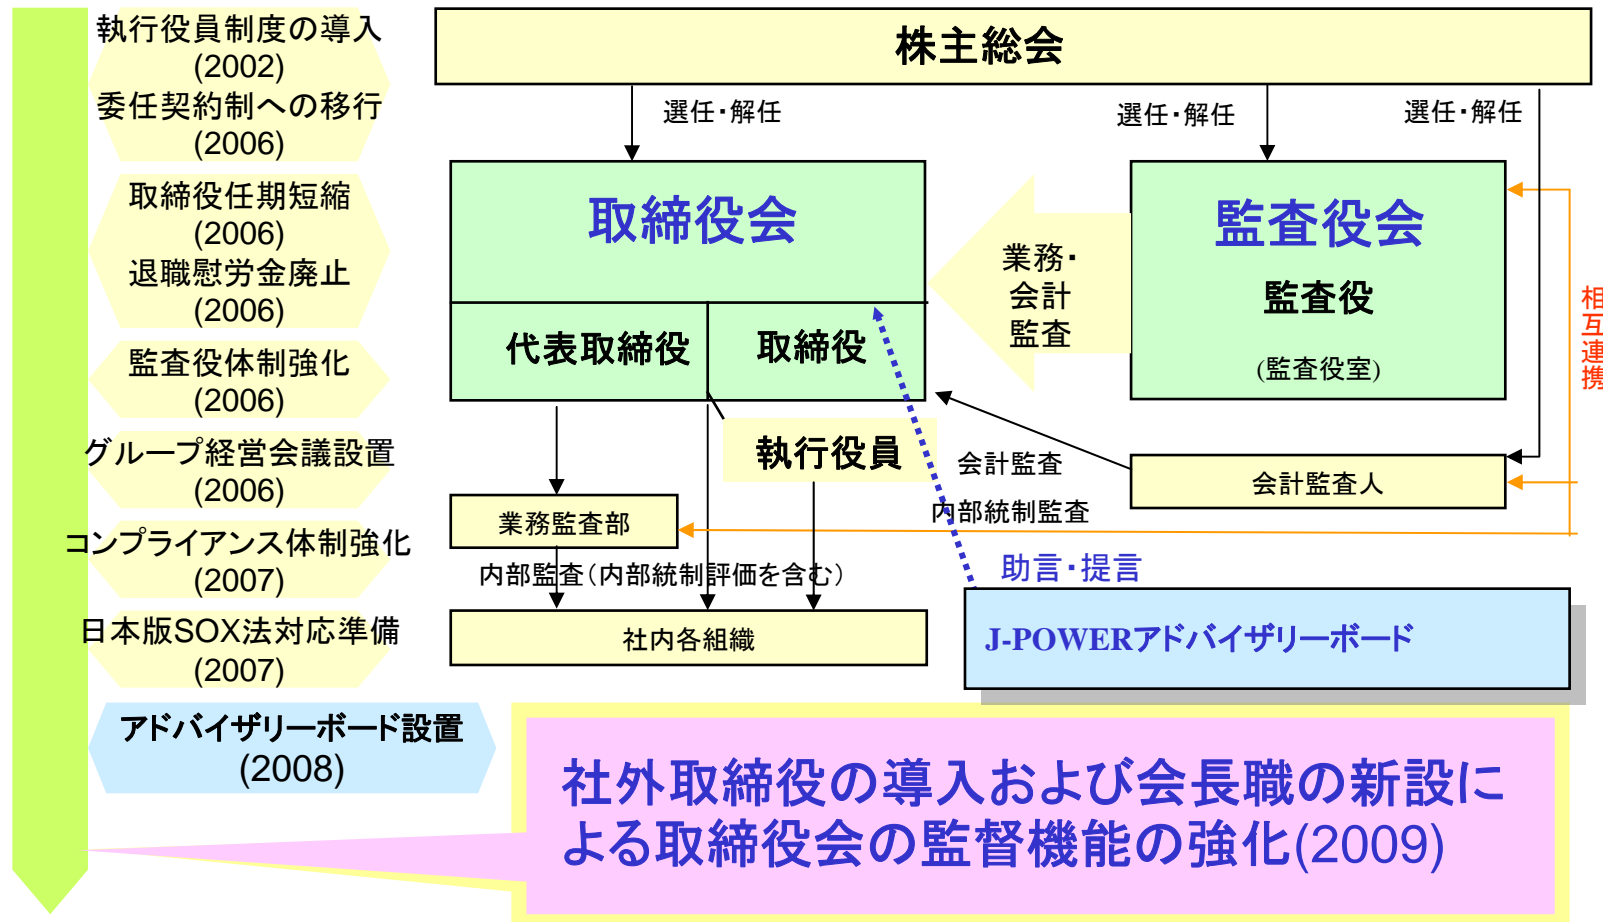 執行役員制度の導入
(2002)
委任契約制への移行
(2006)
取締役任期短縮
(2006)
退職慰労金廃止
(2006)
監査役体制強化
(2006)
グループ経営会議設置
(2006)
コンプライアンス体制強化
(2007)
日本版SOX法対応準備
(2007)
アドバイザリーボード設置
(2008)
株主総会
選任・解任
選任・解任
選任・解任
取締役会
代表取締役
取締役
業務・
会計
監査
監査役会
監査役
(監査役室)
相互連携
執行役員
会計監査
内部統制監査
会計監査人
業務監査部
内部監査(内部統制評価を含む)
社内各組織
助言・提言
J-POWERアドバイザリーボード
社外取締役の導入および会長職の新設に
よる取締役会の監督機能の強化(2009)